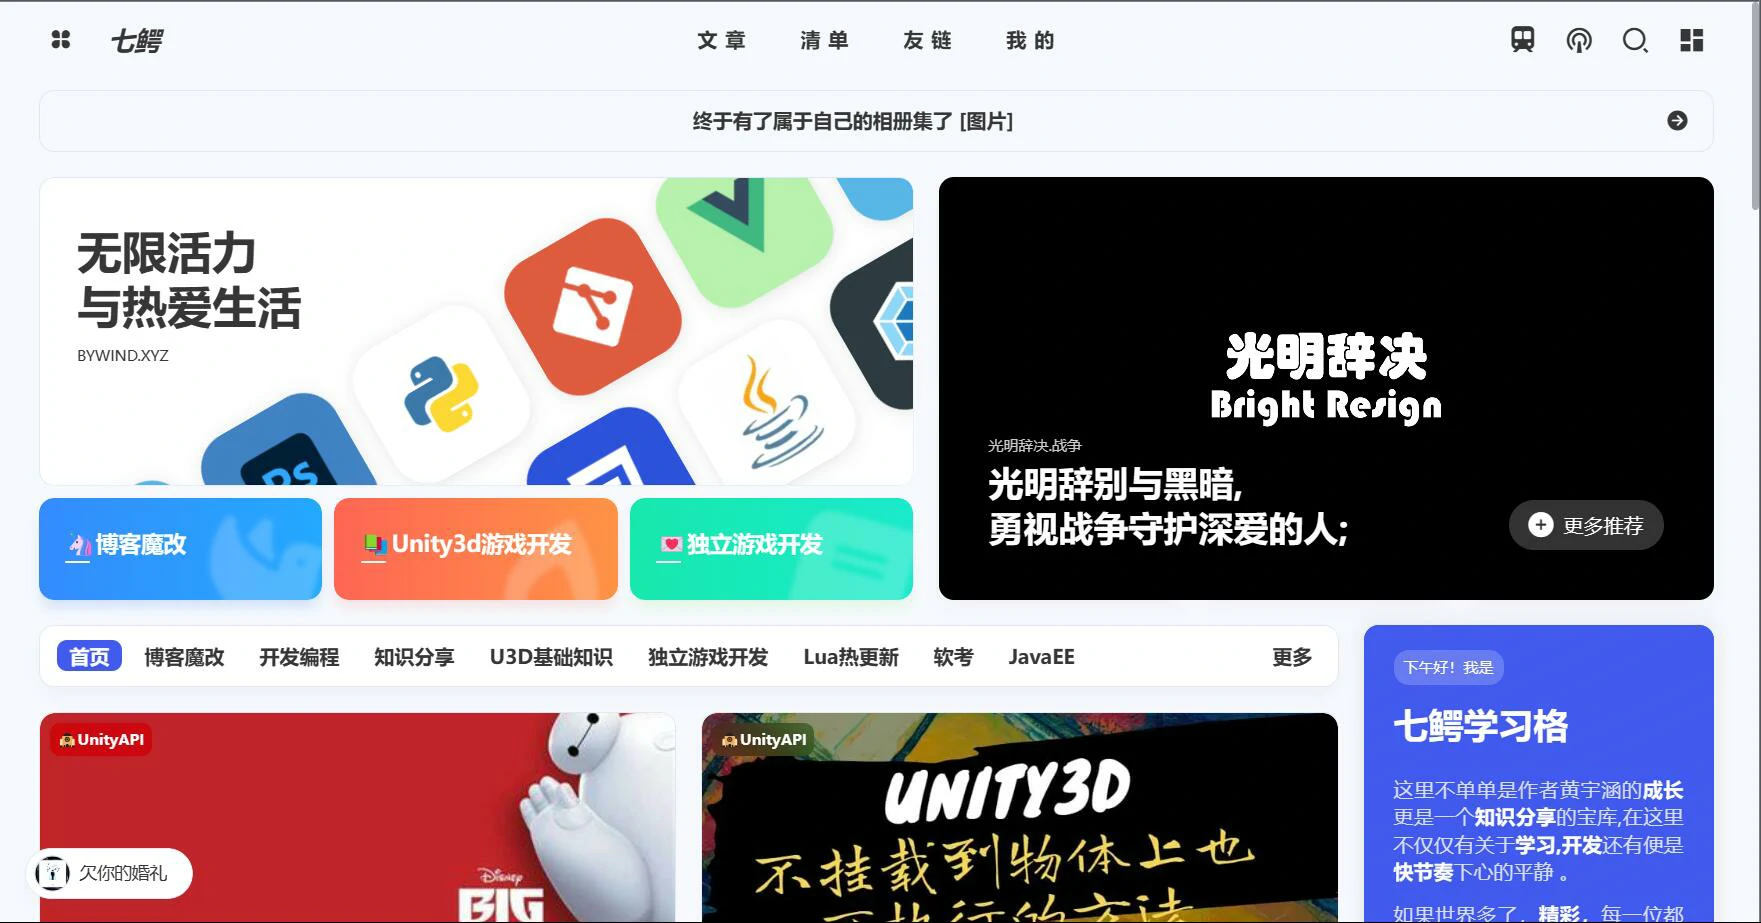 七鳄
文章
清单
友链
我的
终于有了属于自己的相册集了 [图片]
无限活力
与热爱生活
BYWIND.XYZ
Ps
光明辞决
Bright Resign
光明辞决.战争
光明辞别与黑暗,
勇视战争守护深爱的人;
更多推荐
博客魔改
Unity3d游戏开发
独立游戏开发
首页
博客魔改
开发编程
知识分享
U3D基础知识
独立游戏开发
Lua热更新
软考
JavaEE
更多
UnityAPI
DISNEY
BIG
UnityAPI
UNITY3D
不挂载到物体上也
可执行的方法
欠你的婚礼
下午好！我是
七鳄学习格
这里不单单是作者黄宇涵的成长
更是一个知识分享的宝库,在这里
不仅仅有关于学习,开发还有便是
快节奏下心的平静 。
如果世界多了，精彩，每一位都